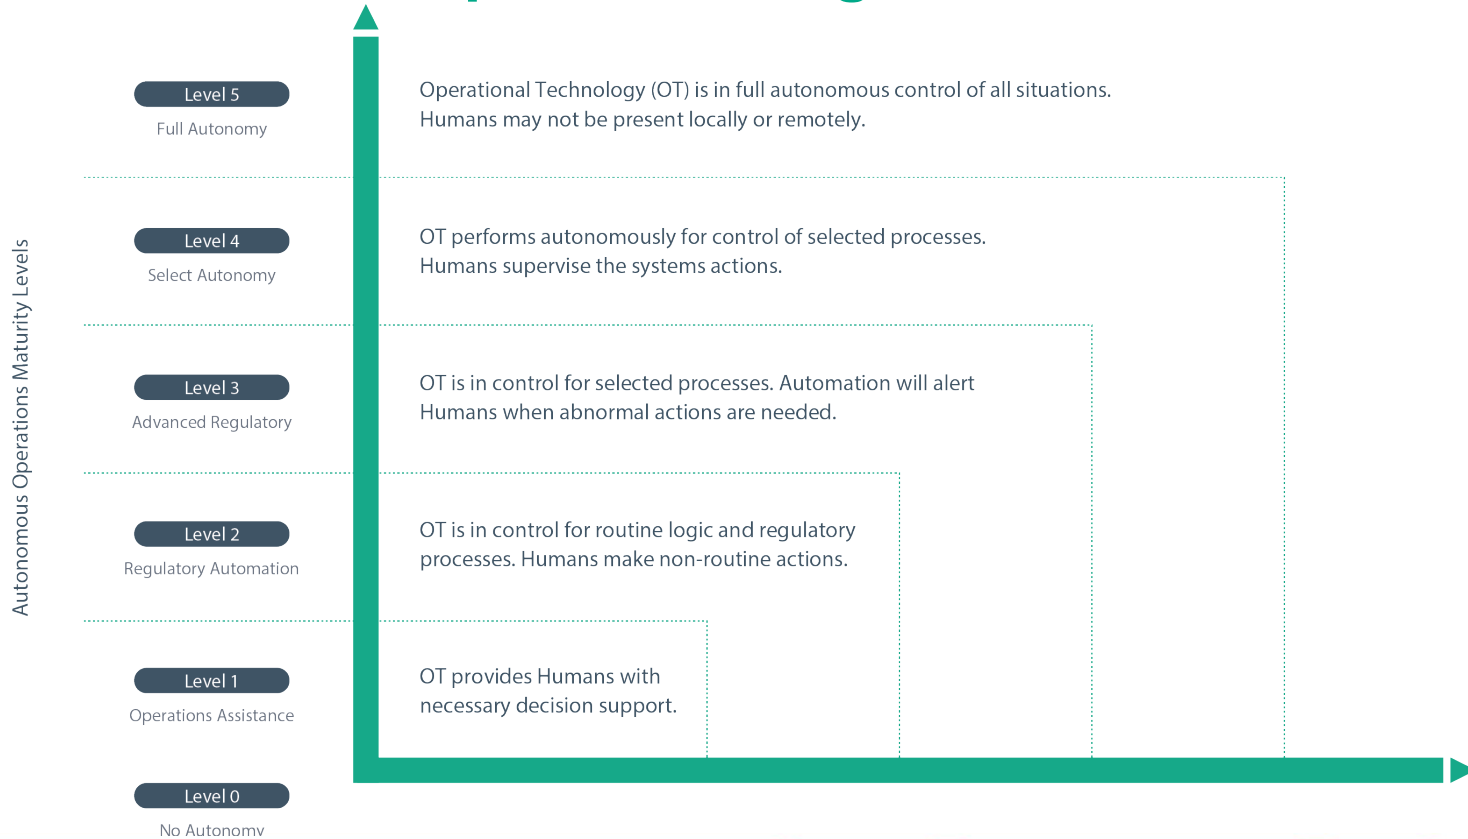 Level 5
Full Autonomy
Operational Technology (OT) is in full autonomous control of all situations.
Humans may not be present locally or remotely.
Level 4
Select Autonomy
OT performs autonomously for control of selected processes.
Humans supervise the systems actions.
Autonomous Operations Maturity Levels
Level 3
Advanced Regulatory
OT is in control for selected processes. Automation will alert
Humans when abnormal actions are needed.
Level 2
Regulatory Automation
OT is in control for routine logic and regulatory
processes. Humans make non-routine actions.
Level 1
Operations Assistance
OT provides Humans with
necessary decision support.
Level 0
No Autonomy